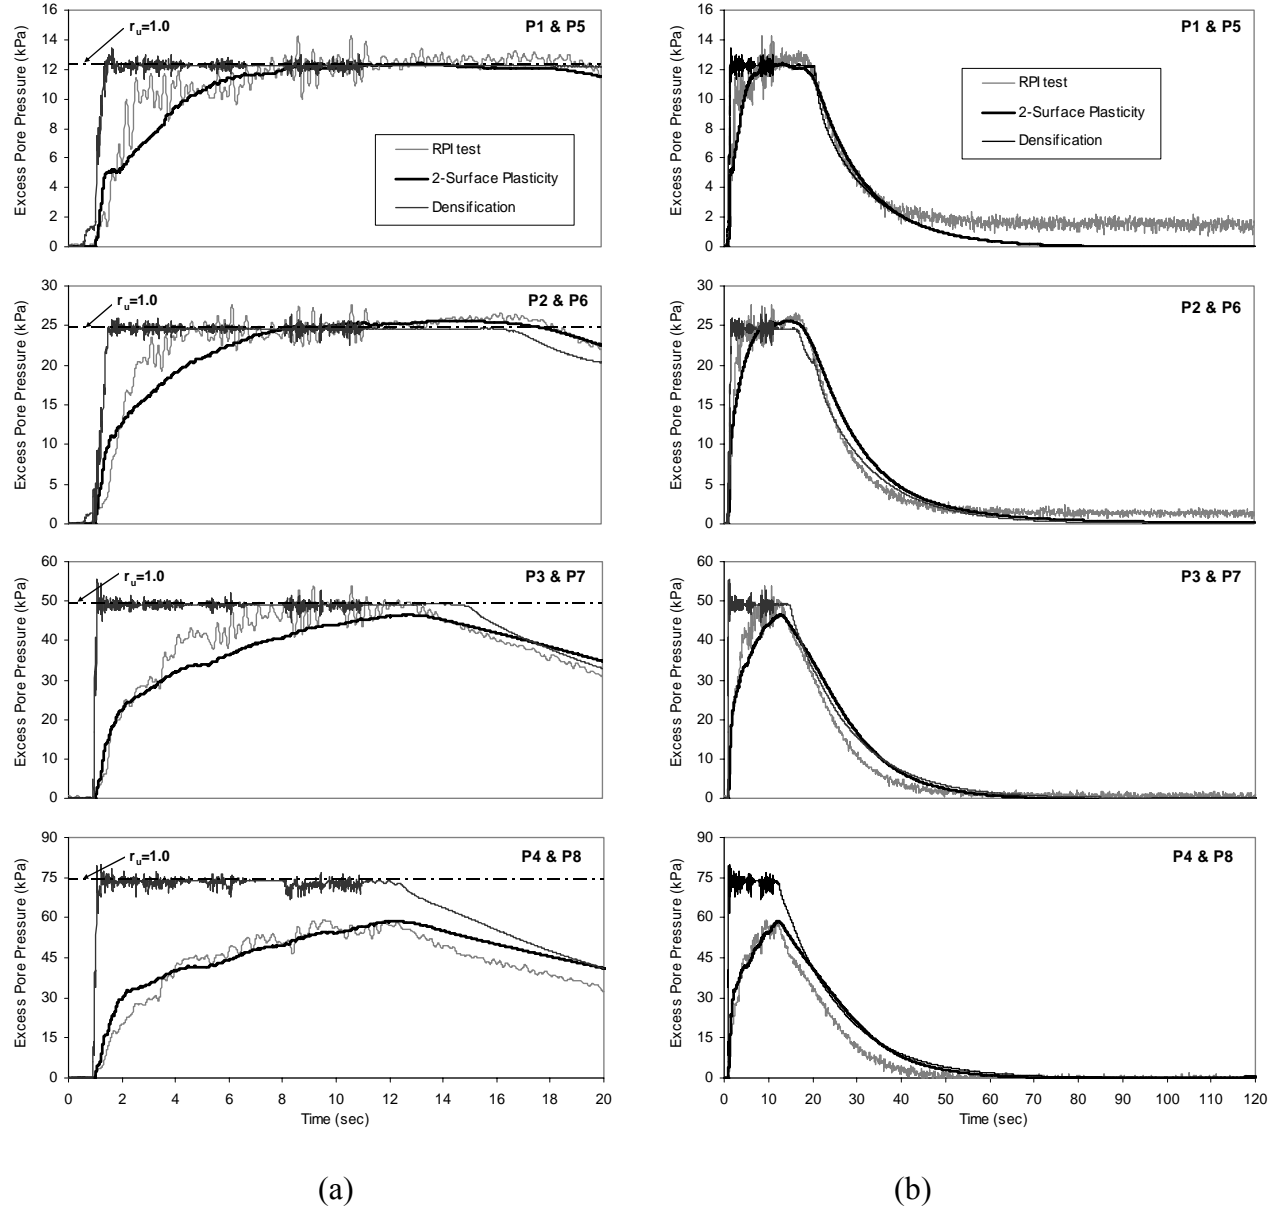 16
14
12
10
8
6
4
2
0
Excess Pore Pressure (kPa)
ru=1.0
P1 & P5
RPI test
2-Surface Plasticity
Densification
16
14
12
10
8
6
4
2
0
Excess Pore Pressure (kPa)
P1 & P5
RPI test
2-Surface Plasticity
Densification
30
25
20
15
10
5
0
Excess Pore Pressure (kPa)
ru=1.0
P2 & P6
30
25
20
15
10
5
0
Excess Pore Pressure (kPa)
P2 & P6
60
50
40
30
20
10
0
Excess Pore Pressure (kPa)
ru=1.0
P3 & P7
60
50
40
30
20
10
0
Excess Pore Pressure (kPa)
P3 & P7
90
75
60
45
30
15
0
Excess Pore Pressure (kPa)
ru=1.0
P4 & P8
0 2 4 6 8 10 12 14 16 18 20
Time (sec)
90
75
60
45
30
15
0
Excess Pore Pressure (kPa)
P4 & P8
0 10 20 30 40 50 60 70 80 90 100 110 120
Time (sec)
(a)
(b)